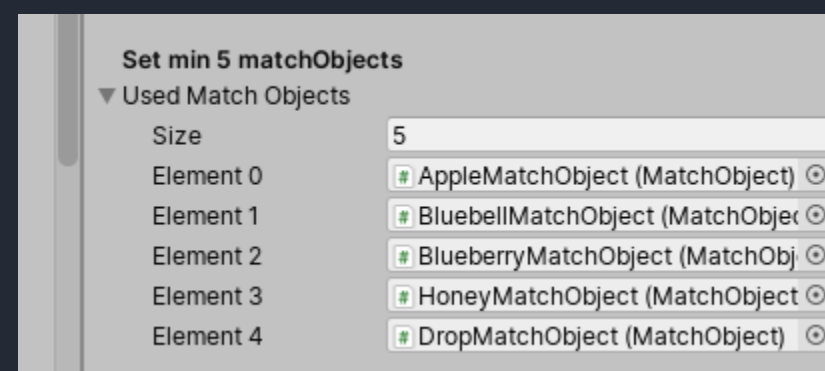 Set min 5 matchObjects
Used Match Objects
Size 5
Element 0 # AppleMatchObject (MatchObject)
Element 1 # BluebellMatchObject (MatchObjec
Element 2 # BlueberryMatchObject (MatchObj
Element 3 # HoneyMatchObject (MatchObject
Element 4 # DropMatchObject (MatchObject)